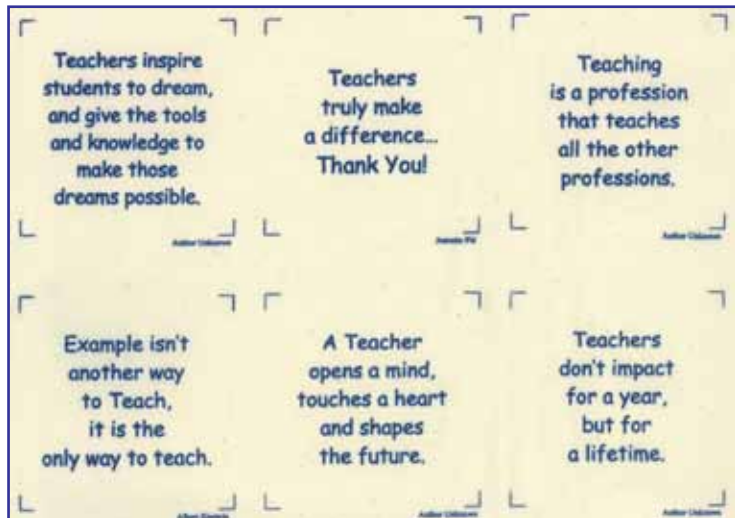 Teachers inspire
students to dream,
and give the tools
and knowledge to
make those
dreams possible.
Author Unknown
Teachers
truly make
a difference...
Thank You!
Teaching
is a profession
that teaches
all the other
professions.
Author Unknown
Example isn't
another way
to Teach,
it is the
only way to teach.
Albert Einstein
A Teacher
opens a mind,
touches a heart
and shapes
the future.
Author Unknown
Teachers
don't impact
for a year,
but for
a lifetime.
Author Unknown